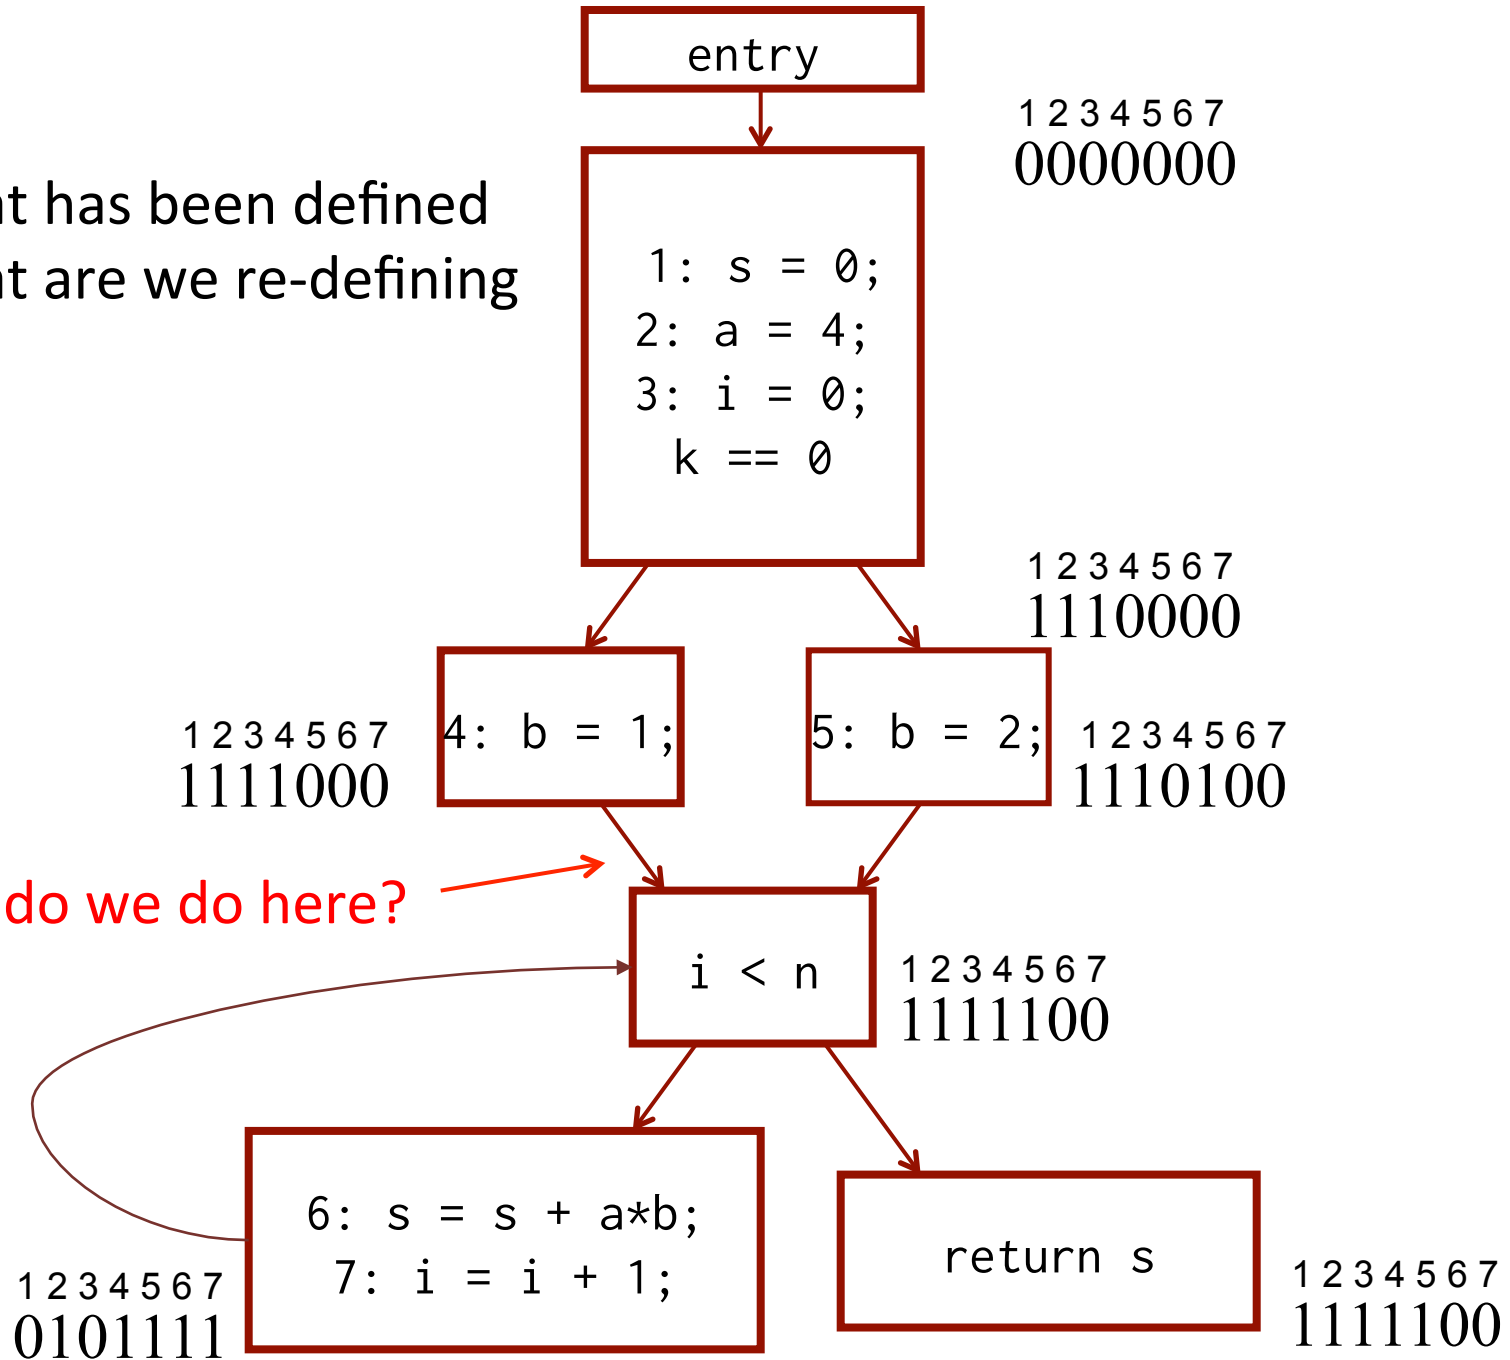 entry
1 2 3 4 5 6 7
0000000
has been defined
are we re-defining
1: s = 0;
2: a = 4;
3: i = 0;
k == 0
1 2 3 4 5 6 7
1110000
1 2 3 4 5 6 7
1111000
4: b = 1;
5: b = 2;
1 2 3 4 5 6 7
1110100
do we do here?
i < n
1 2 3 4 5 6 7
1111100
6: s = s + a*b;
7: i = i + 1;
1 2 3 4 5 6 7
0101111
return s
1 2 3 4 5 6 7
1111100